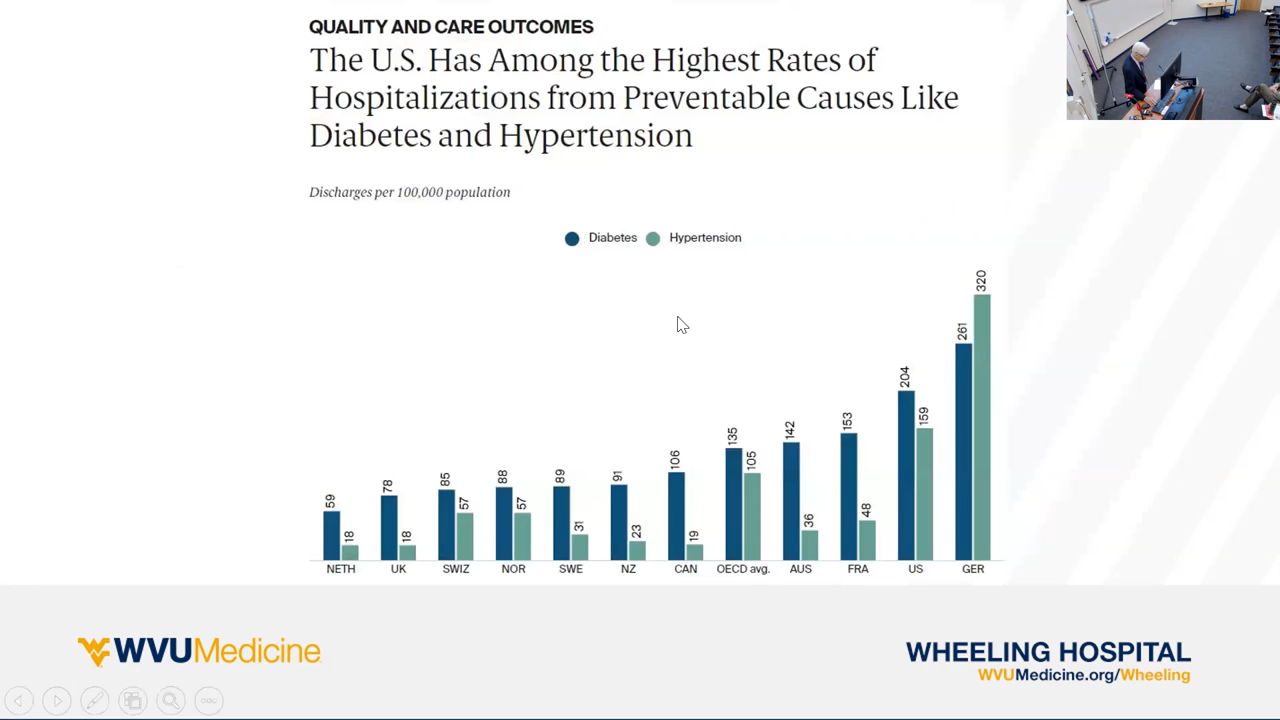 QUALITY AND CARE OUTCOMES
The U.S. Has Among the Highest Rates of
Hospitalizations from Preventable Causes Like
Diabetes and Hypertension
Discharges per 100,000 population
Diabetes Hypertension
59 18 78 18 85 57 88 57 89 31 91 23 106 19 135 105 142 36 153 48 204 159 261 320
NETH UK SWIZ NOR SWE NZ CAN OECD avg. AUS FRA US GER
WVUMedicine
WHEELING HOSPITAL
WVUMedicine.org/Wheeling